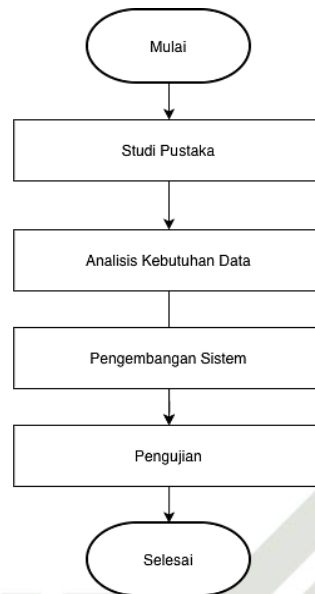 Mulai
Studi Pustaka
Analisis Kebutuhan Data
Pengembangan Sistem
Pengujian
Selesai